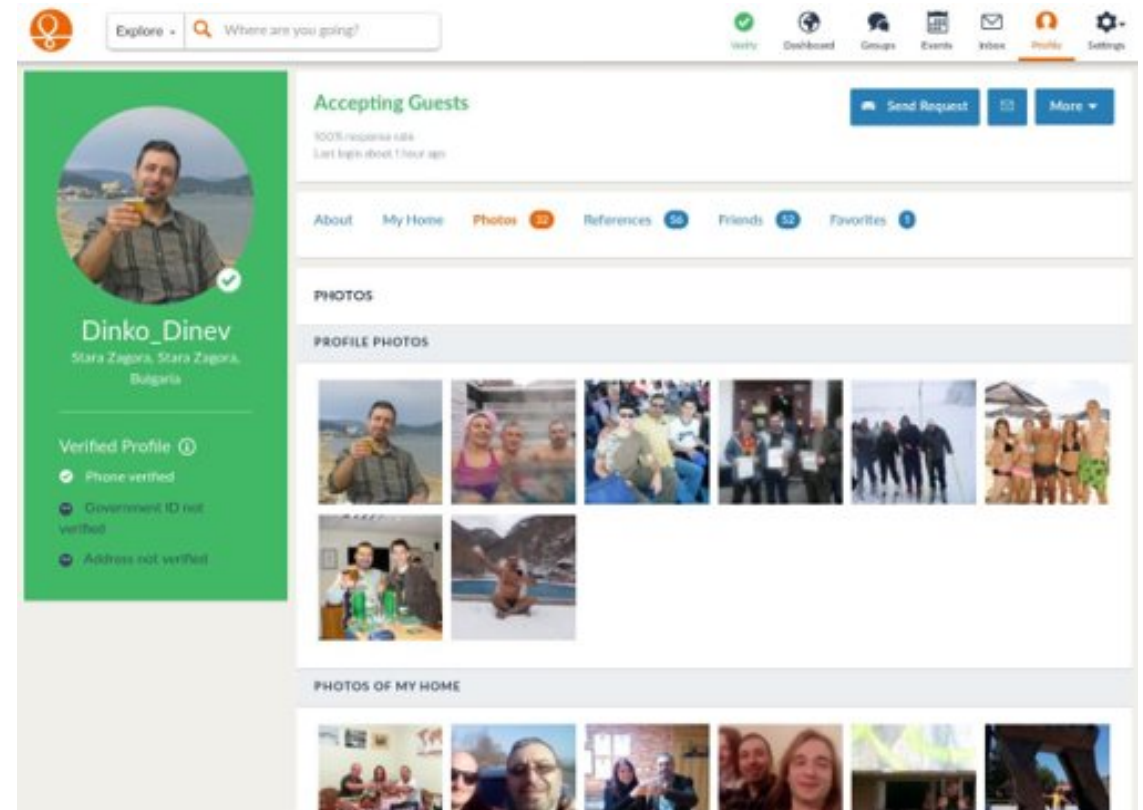 Explore
Where are you going?
Verify
Dashboard
Groups
Events
Inbox
Profile
Settings
Accepting Guests
100% response rate
Last login about 1 hour ago
Send Request
More
About
My Home
Photos 32
References 56
Friends 52
Favorites 1
Dinko_Dinev
Stara Zagora, Stara Zagora,
Bulgaria
Verified Profile
Phone verified
Government ID not
verified
Address not verified
PHOTOS
PROFILE PHOTOS
PHOTOS OF MY HOME